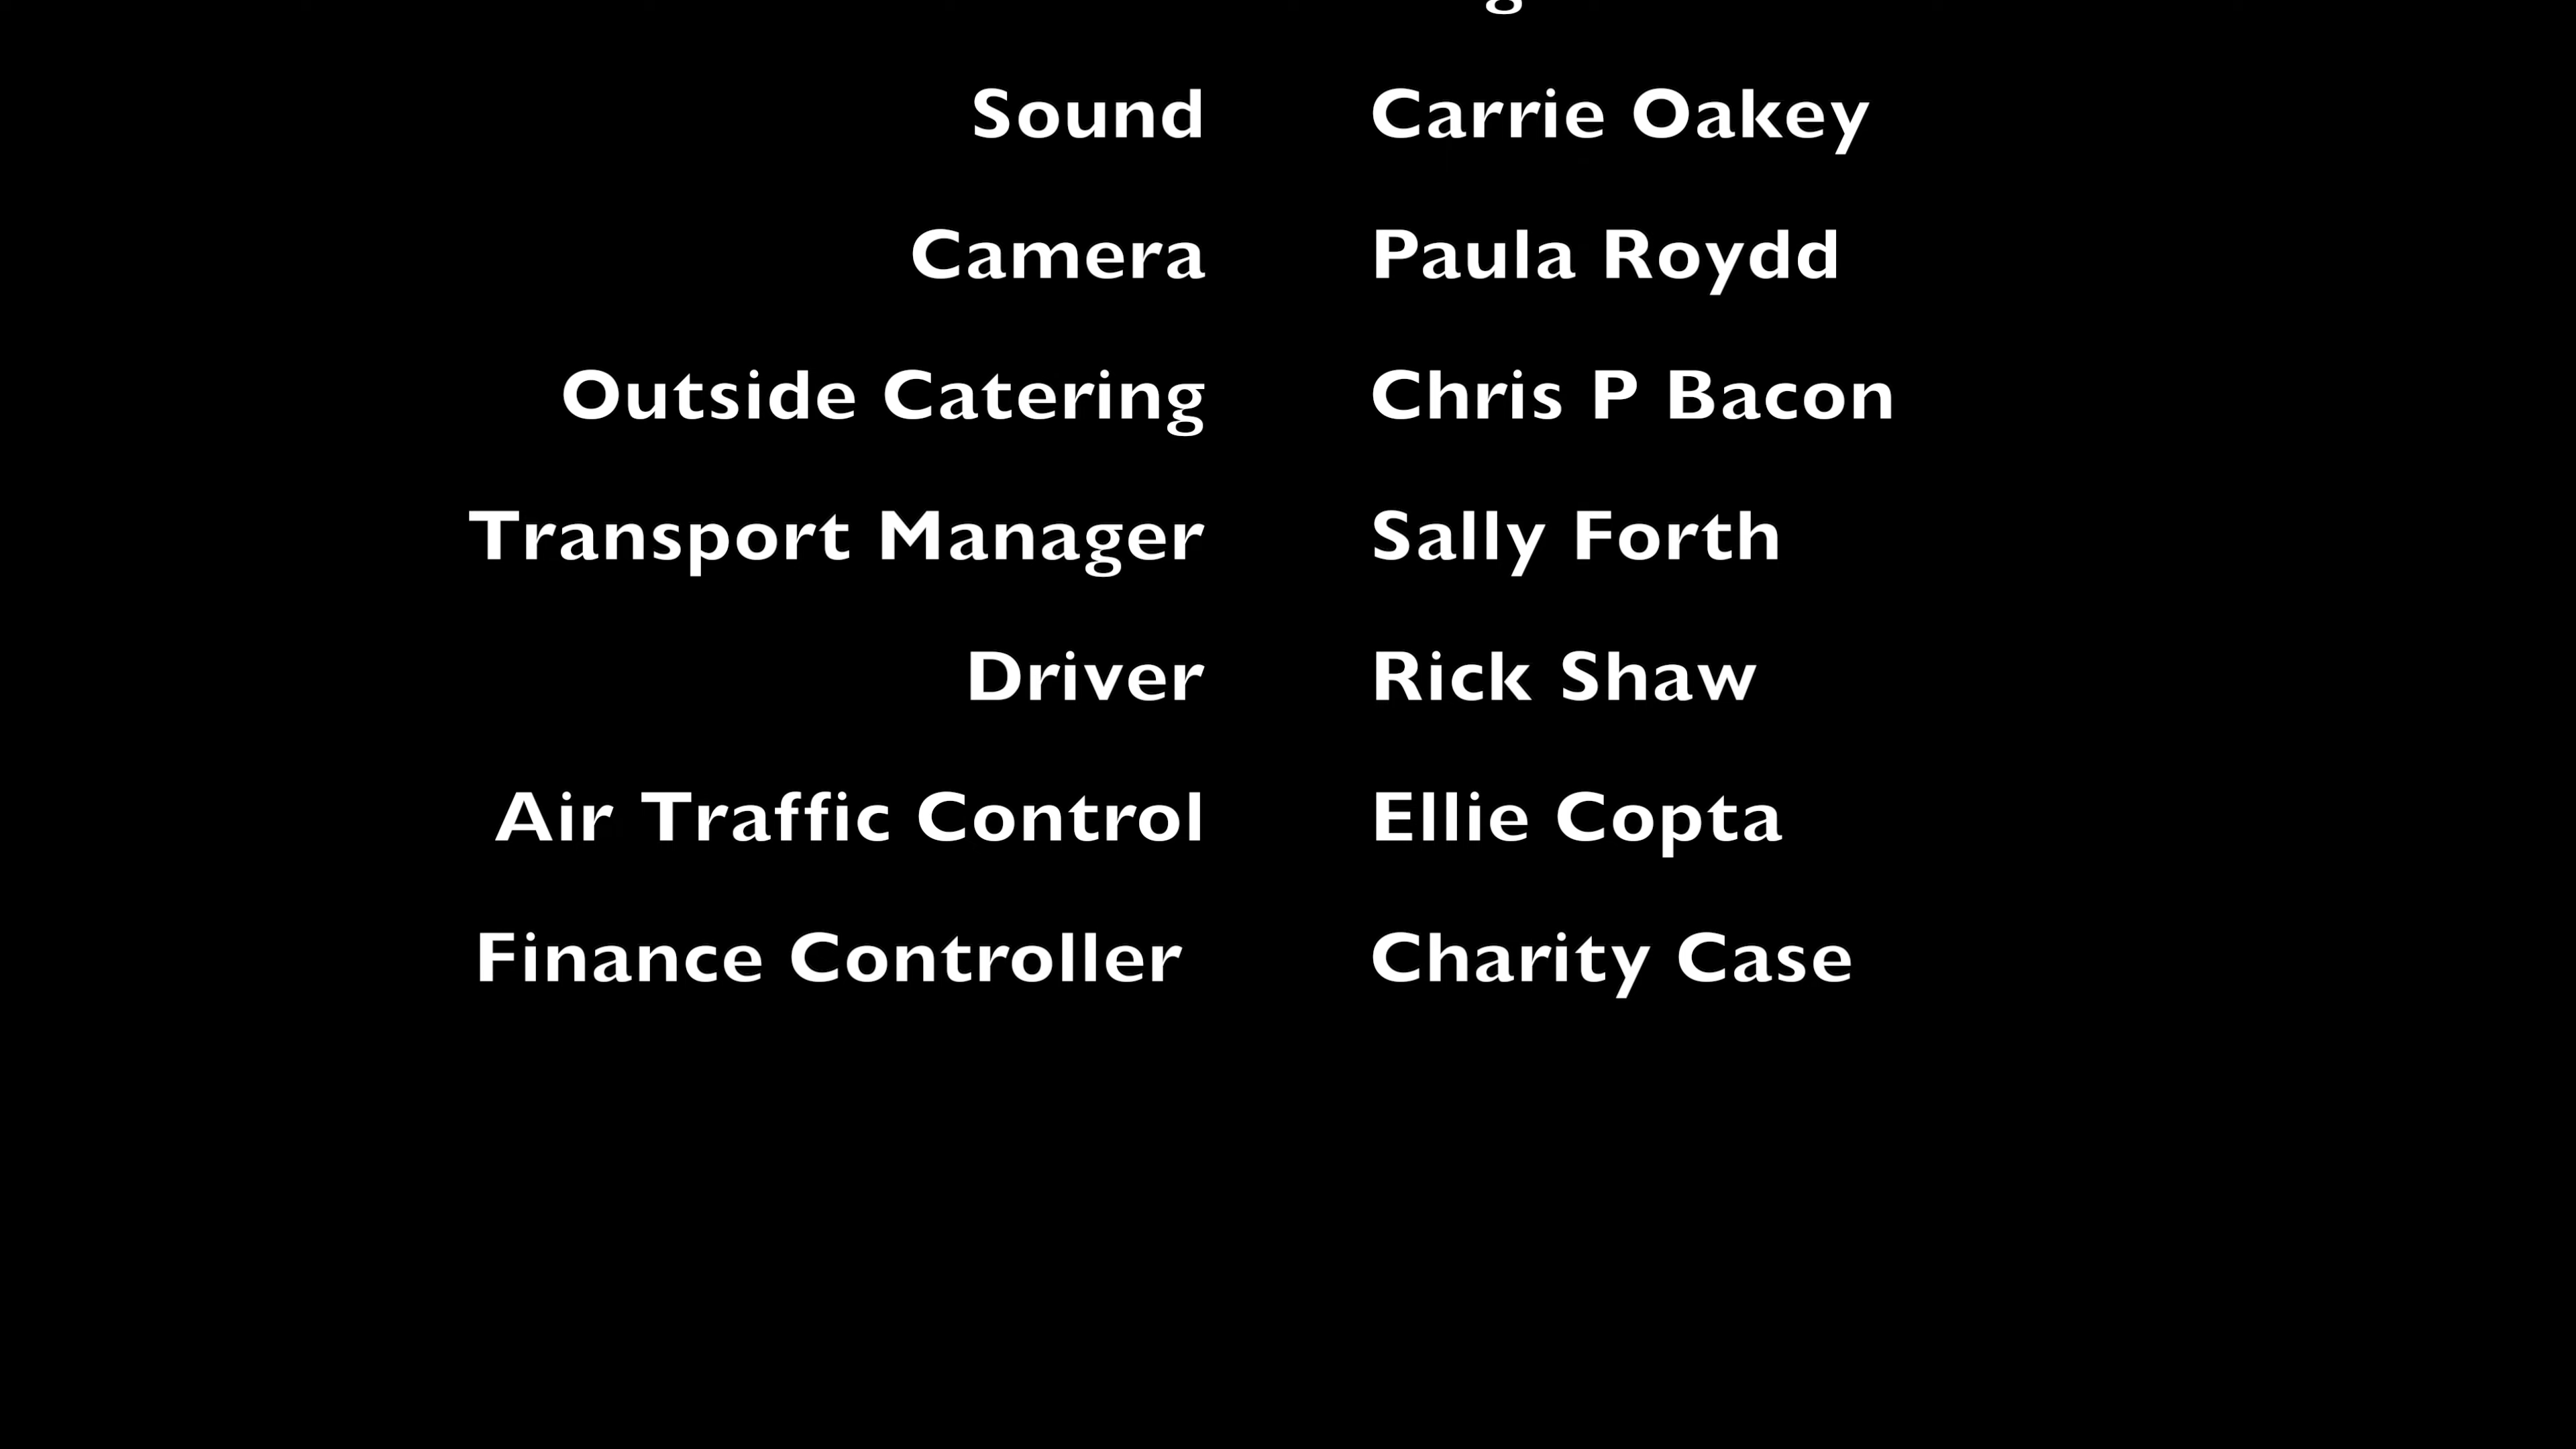 Sound Carrie Oakey
Camera Paula Roydd
Outside Catering Chris P Bacon
Transport Manager Sally Forth
Driver Rick Shaw
Air Traffic Control Ellie Copta
Finance Controller Charity Case